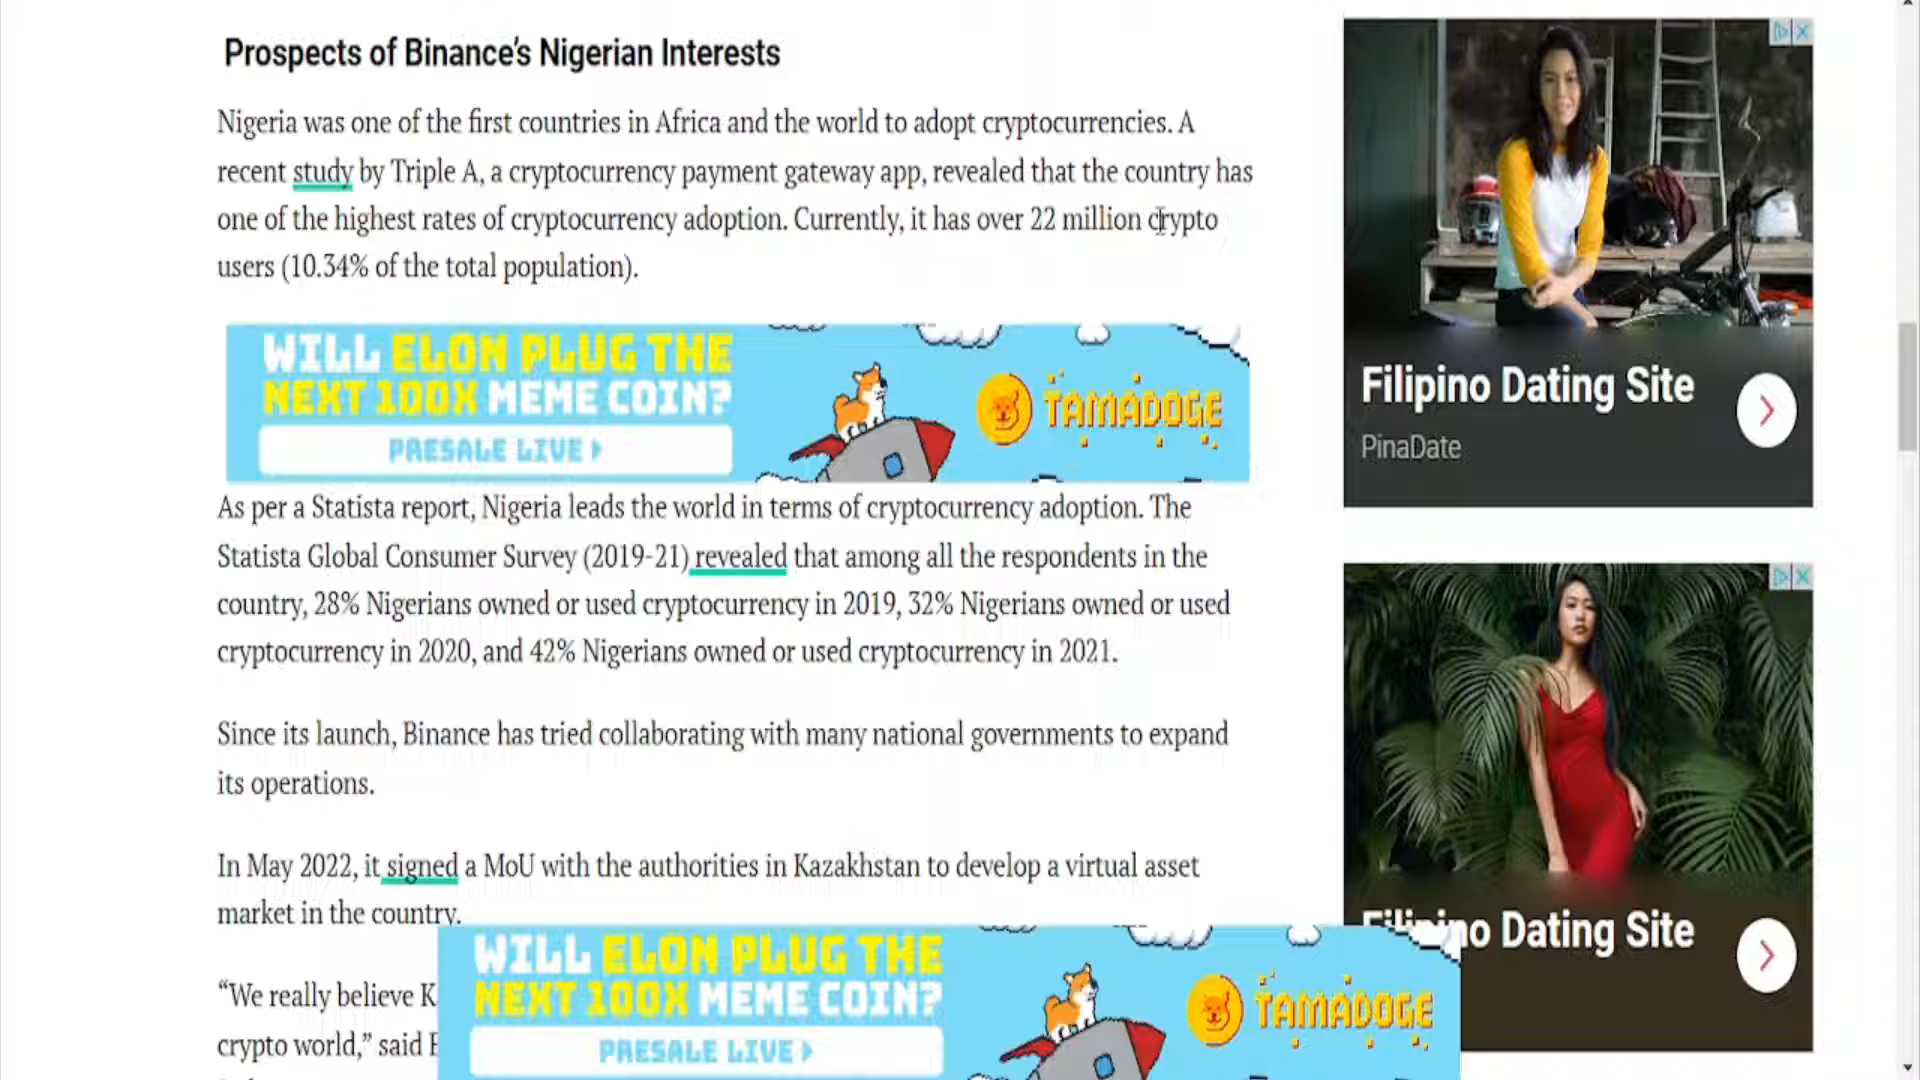 Prospects of Binance's Nigerian Interests
Nigeria was one of the first countries in Africa and the world to adopt cryptocurrencies. A
recent study by Triple A, a cryptocurrency payment gateway app, revealed that the country has
one of the highest rates of cryptocurrency adoption. Currently, it has over 22 million crypto
users (10.34% of the total population).
WILL ELON PLUG THE
NEXT 100X MEME COIN?
PRESALE LIVE
TAMADOGE
As per a Statista report, Nigeria leads the world in terms of cryptocurrency adoption. The
Statista Global Consumer Survey (2019-21) revealed that among all the respondents in the
country, 28% Nigerians owned or used cryptocurrency in 2019, 32% Nigerians owned or used
cryptocurrency in 2020, and 42% Nigerians owned or used cryptocurrency in 2021.
Since its launch, Binance has tried collaborating with many national governments to expand
its operations.
In May 2022, it signed a MoU with the authorities in Kazakhstan to develop a virtual asset
market in the country.
“We really believe K
crypto world,” said
WILL ELON PLUG THE
NEXT 100X MEME COIN?
PRESALE LIVE
TAMADOGE
Filipino Dating Site
PinaDate
Filipino Dating Site